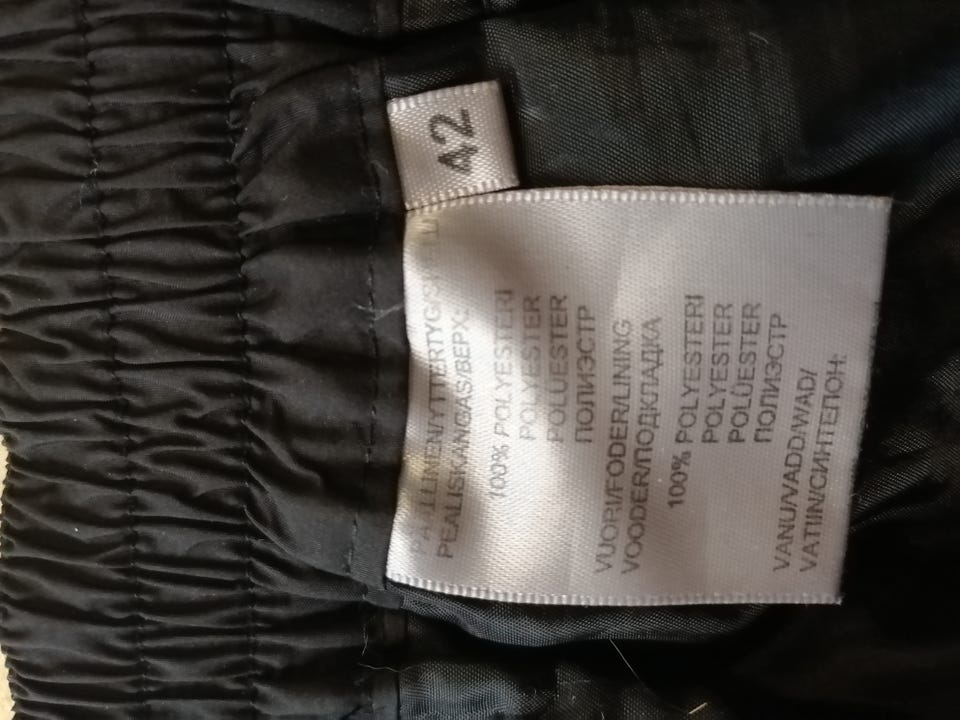 42
PEALISKANGAS/ВЕРХ:
100% POLYESTERI
POLYESTER
POLÜESTER
ПОЛИЭСТР
VUORI/FODER/LINING
VOODER/ПОДКЛАДКА
100% POLYESTERI
POLYESTER
POLÜESTER
ПОЛИЭСТР
VANU/VADD/WAD/
VATIIN/СИНТЕПОН: